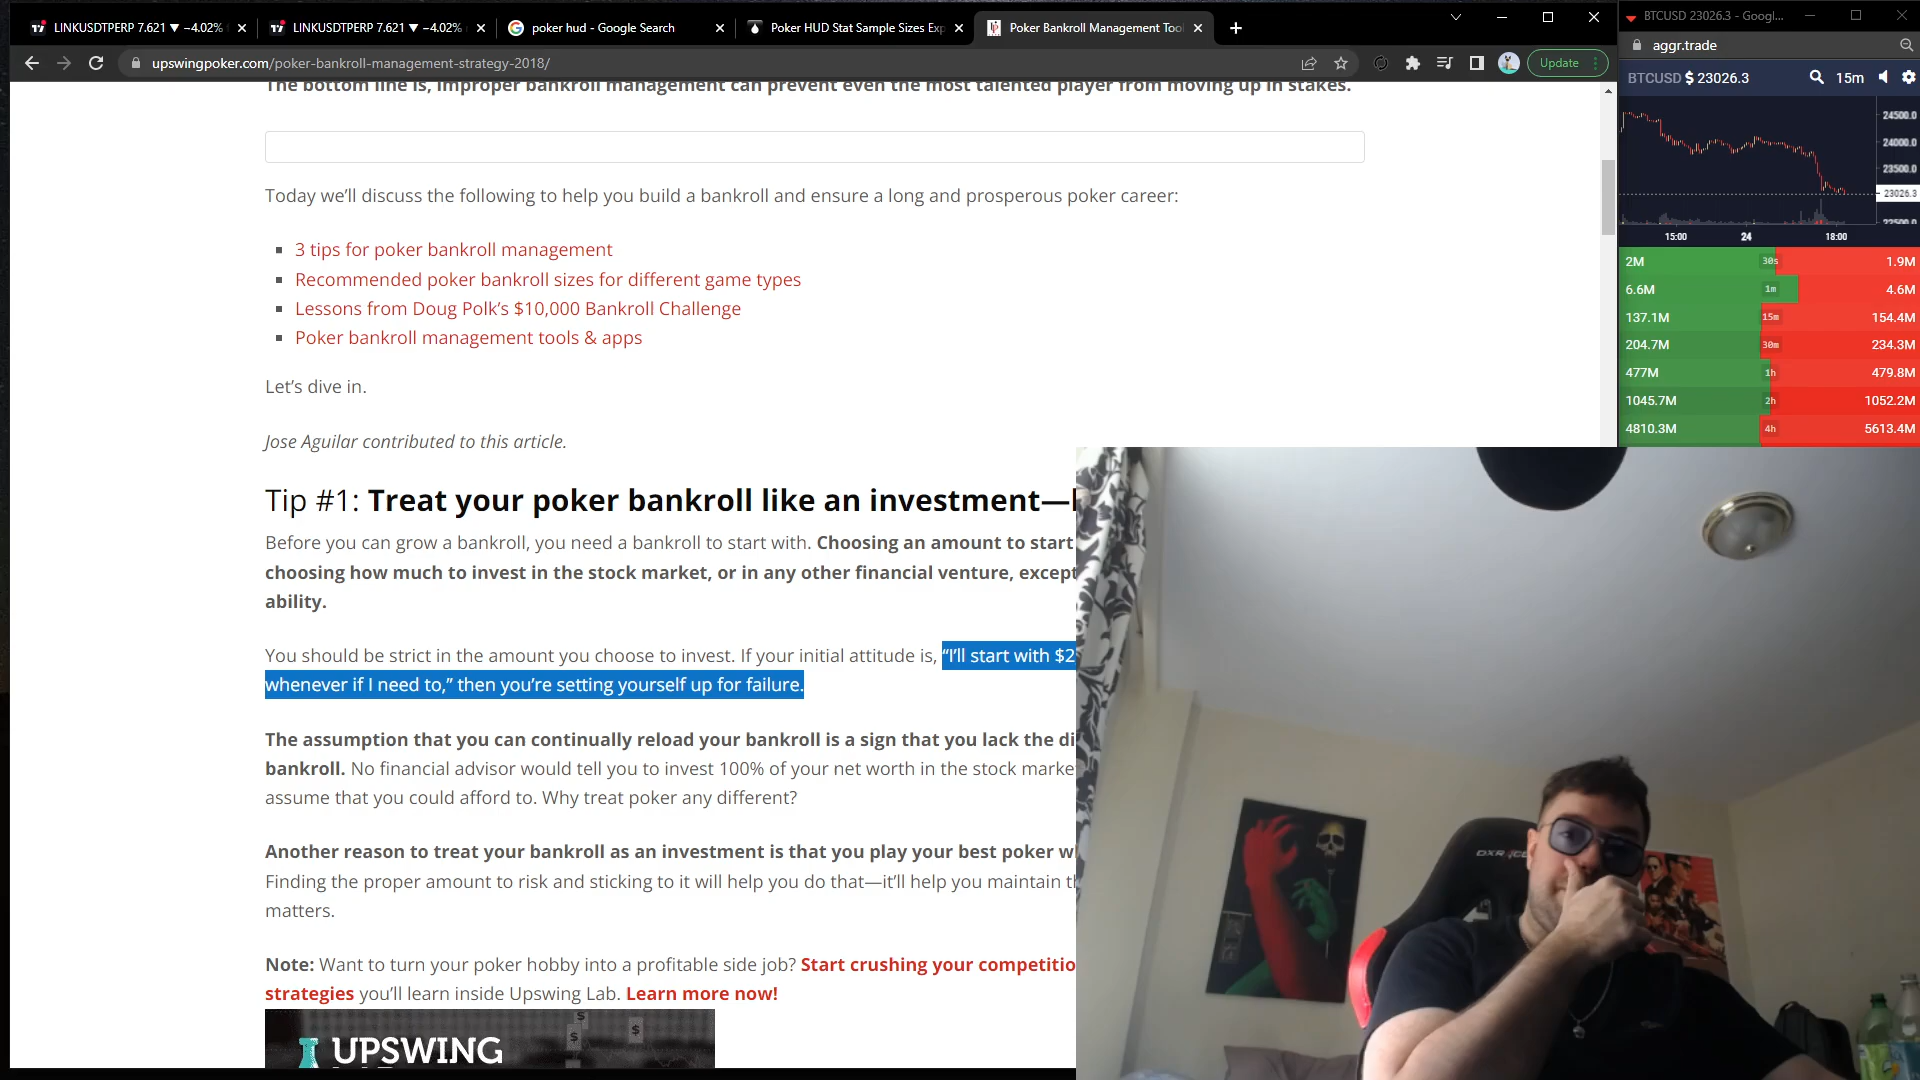 LINKUSDTPERP 7.621 ▼ −4.02%
LINKUSDTPERP 7.621 ▼ −4.02%
poker hud - Google Search
Poker HUD Stat Sample Sizes Exp
Poker Bankroll Management Tool
upswingpoker.com/poker-bankroll-management-strategy-2018/
Update
The bottom line is, improper bankroll management can prevent even the most talented player from moving up in stakes.
Today we'll discuss the following to help you build a bankroll and ensure a long and prosperous poker career:
3 tips for poker bankroll management
Recommended poker bankroll sizes for different game types
Lessons from Doug Polk's $10,000 Bankroll Challenge
Poker bankroll management tools & apps
Let's dive in.
Jose Aguilar contributed to this article.
Tip #1: Treat your poker bankroll like an investment—
Before you can grow a bankroll, you need a bankroll to start with. Choosing an amount to start
choosing how much to invest in the stock market, or in any other financial venture, except
ability.
You should be strict in the amount you choose to invest. If your initial attitude is, “I'll start with $2
whenever if I need to,” then you're setting yourself up for failure.
The assumption that you can continually reload your bankroll is a sign that you lack the di
bankroll. No financial advisor would tell you to invest 100% of your net worth in the stock marke
assume that you could afford to. Why treat poker any different?
Another reason to treat your bankroll as an investment is that you play your best poker w
Finding the proper amount to risk and sticking to it will help you do that—it'll help you maintain th
matters.
Note: Want to turn your poker hobby into a profitable side job? Start crushing your competitio
strategies you'll learn inside Upswing Lab. Learn more now!
UPSWING
BTCUSD 23026.3 - Googl...
aggr.trade
BTCUSD $ 23026.3
15m
24500.0
24000.0
23500.0
23026.3
22500.0
15:00 24 18:00
2M 30s 1.9M
6.6M 1m 4.6M
137.1M 15m 154.4M
204.7M 30m 234.3M
477M 1h 479.8M
1045.7M 2h 1052.2M
4810.3M 4h 5613.4M